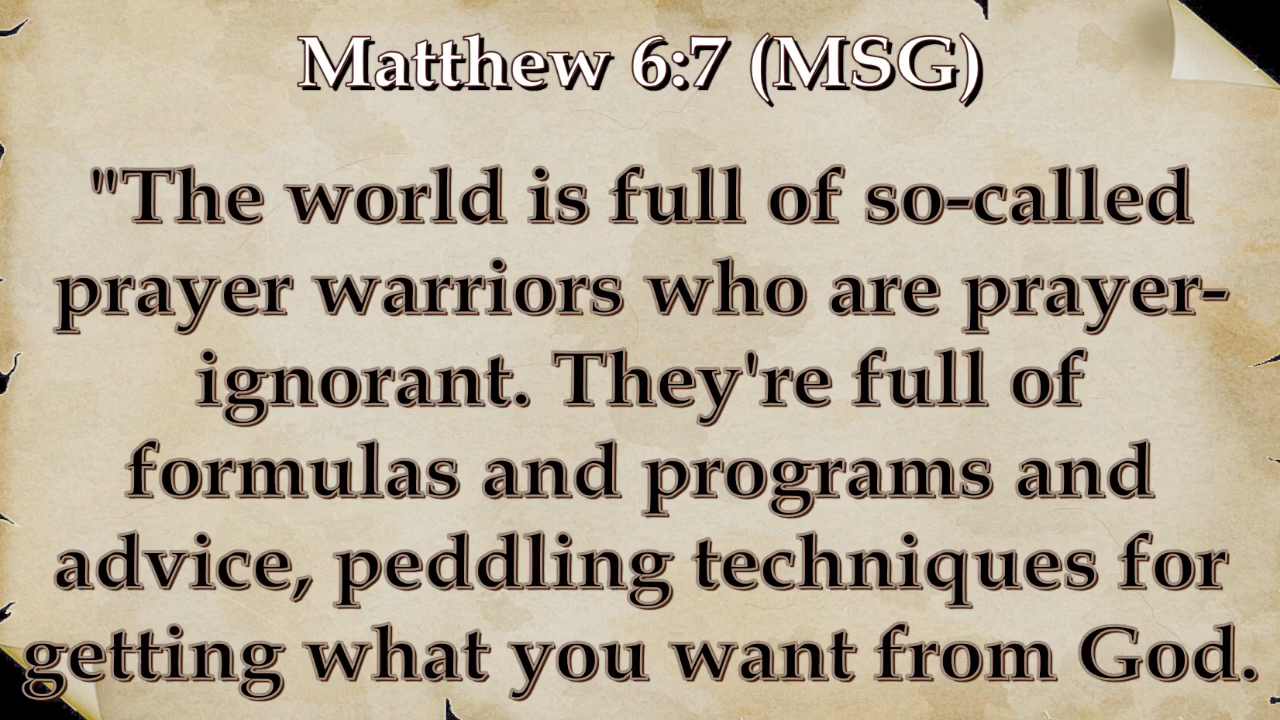 Matthew 6:7 (MSG)
"The world is full of so-called
prayer warriors who are prayer-
ignorant. They're full of
formulas and programs and
advice, peddling techniques for
getting what you want from God.